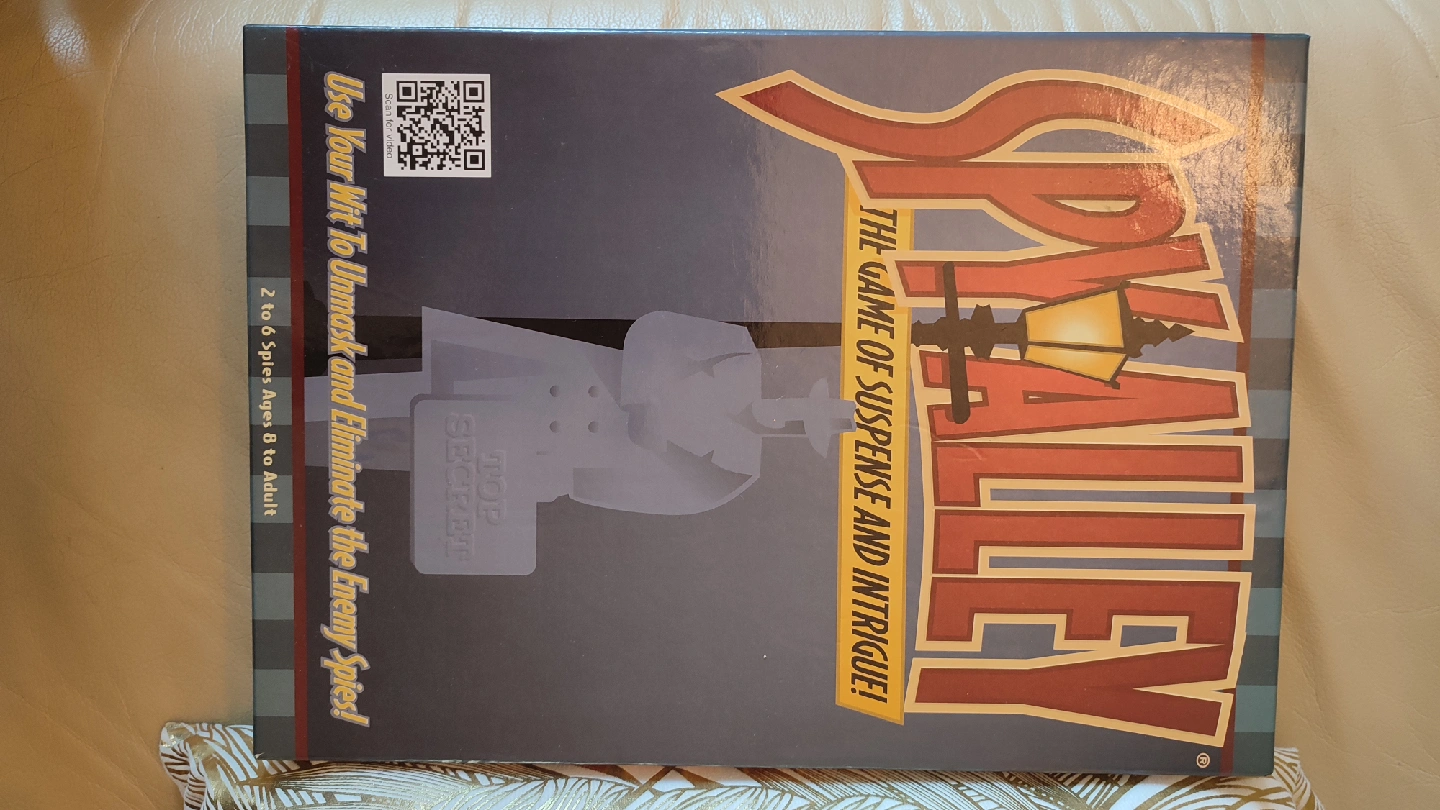 SPY ALLEY®
THE GAME OF SUSPENSE AND INTRIGUE!
TOP
SECRET
Scan for video
Use Your Wit To Unmask and Eliminate the Enemy Spies!
2 to 6 Spies Ages 8 to Adult